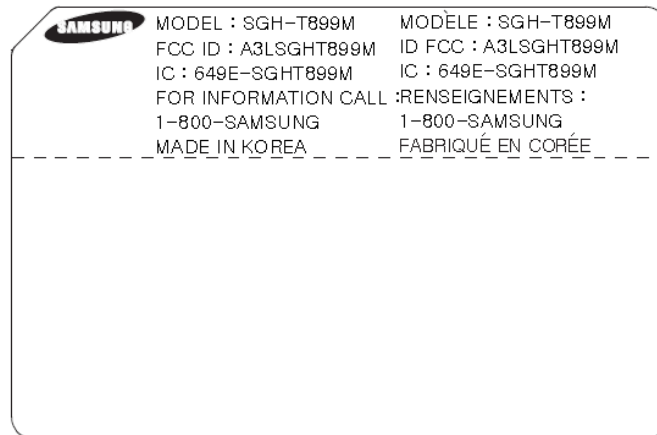 SAMSUNG
MODEL : SGH-T899M
FCC ID : A3LSGHT899M
IC : 649E-SGHT899M
FOR INFORMATION CALL :
1-800-SAMSUNG
MADE IN KOREA
MODÈLE : SGH-T899M
ID FCC : A3LSGHT899M
IC : 649E-SGHT899M
RENSEIGNEMENTS :
1-800-SAMSUNG
FABRIQUÉ EN CORÉE